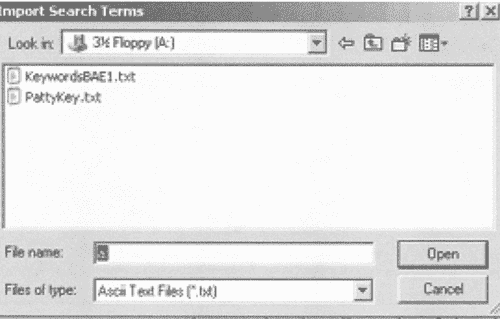 Import Search Terms
Look in: 3½ Floppy (A:)
KeywordsBAE1.txt
PattyKey.txt
File name:
Open
Files of type: Ascii Text Files (*.txt)
Cancel